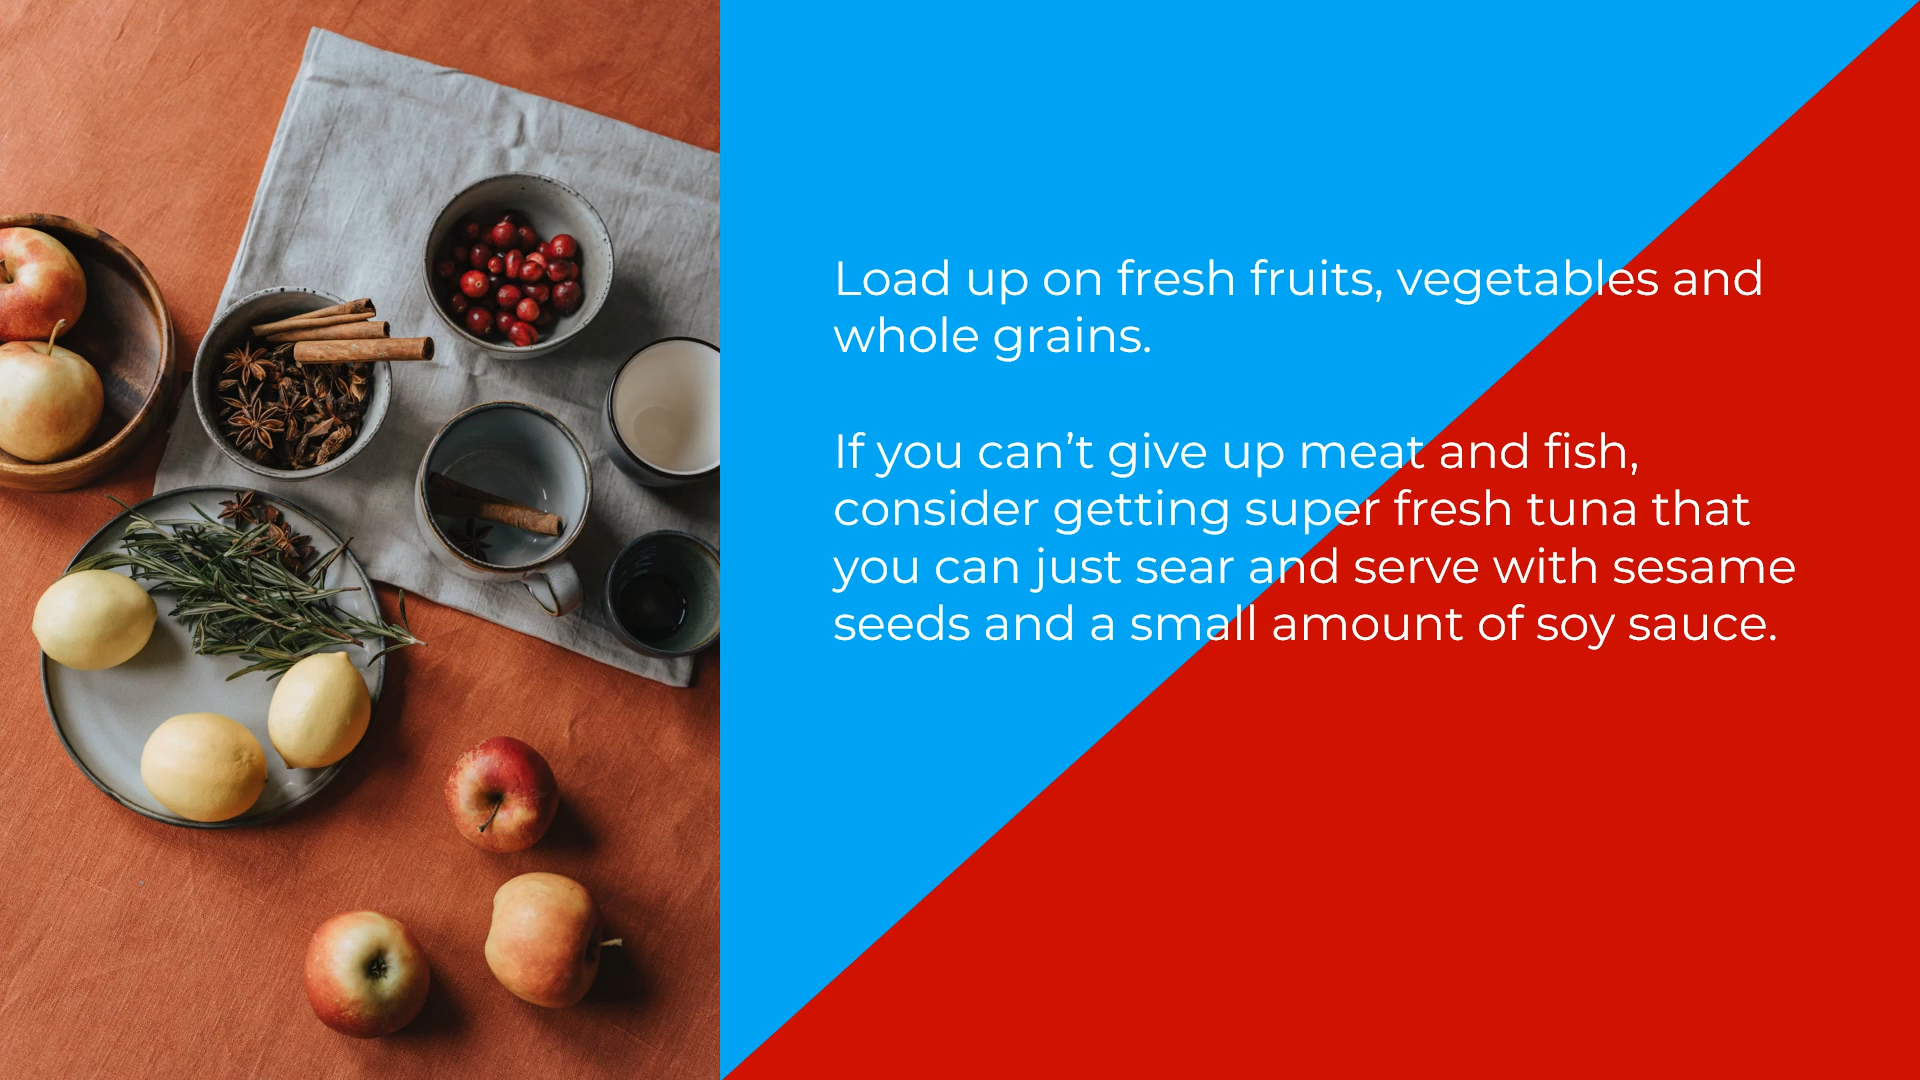 Load up on fresh fruits, vegetables and
whole grains.
If you can’t give up meat and fish,
consider getting super fresh tuna that
you can just sear and serve with sesame
seeds and a small amount of soy sauce.